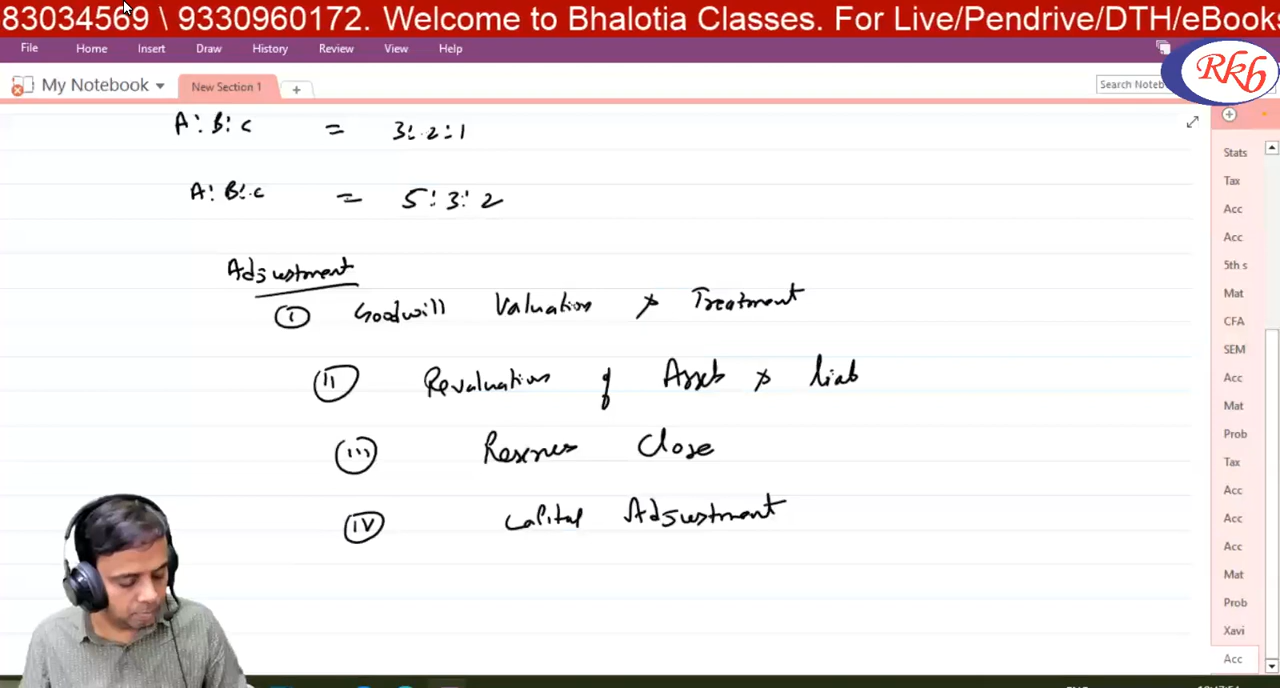 83034569 \ 9330960172. Welcome to Bhalotia Classes. For Live/Pendrive/DTH/eBook
File Home Insert Draw History Review View Help
My Notebook New Section 1 + Search Noteb
Rkb
A:B:C = 3:2:1
A:B:C = 5:3:2
Adjustment
(i) Goodwill Valuation & Treatment
(ii) Revaluation of Asset & liab
(iii) Reserves Close
(iv) Capital Adjustment
Stats
Tax
Acc
Acc
5th s
Mat
CFA
SEM
Acc
Mat
Prob
Tax
Acc
Acc
Acc
Mat
Prob
Xavi
Acc